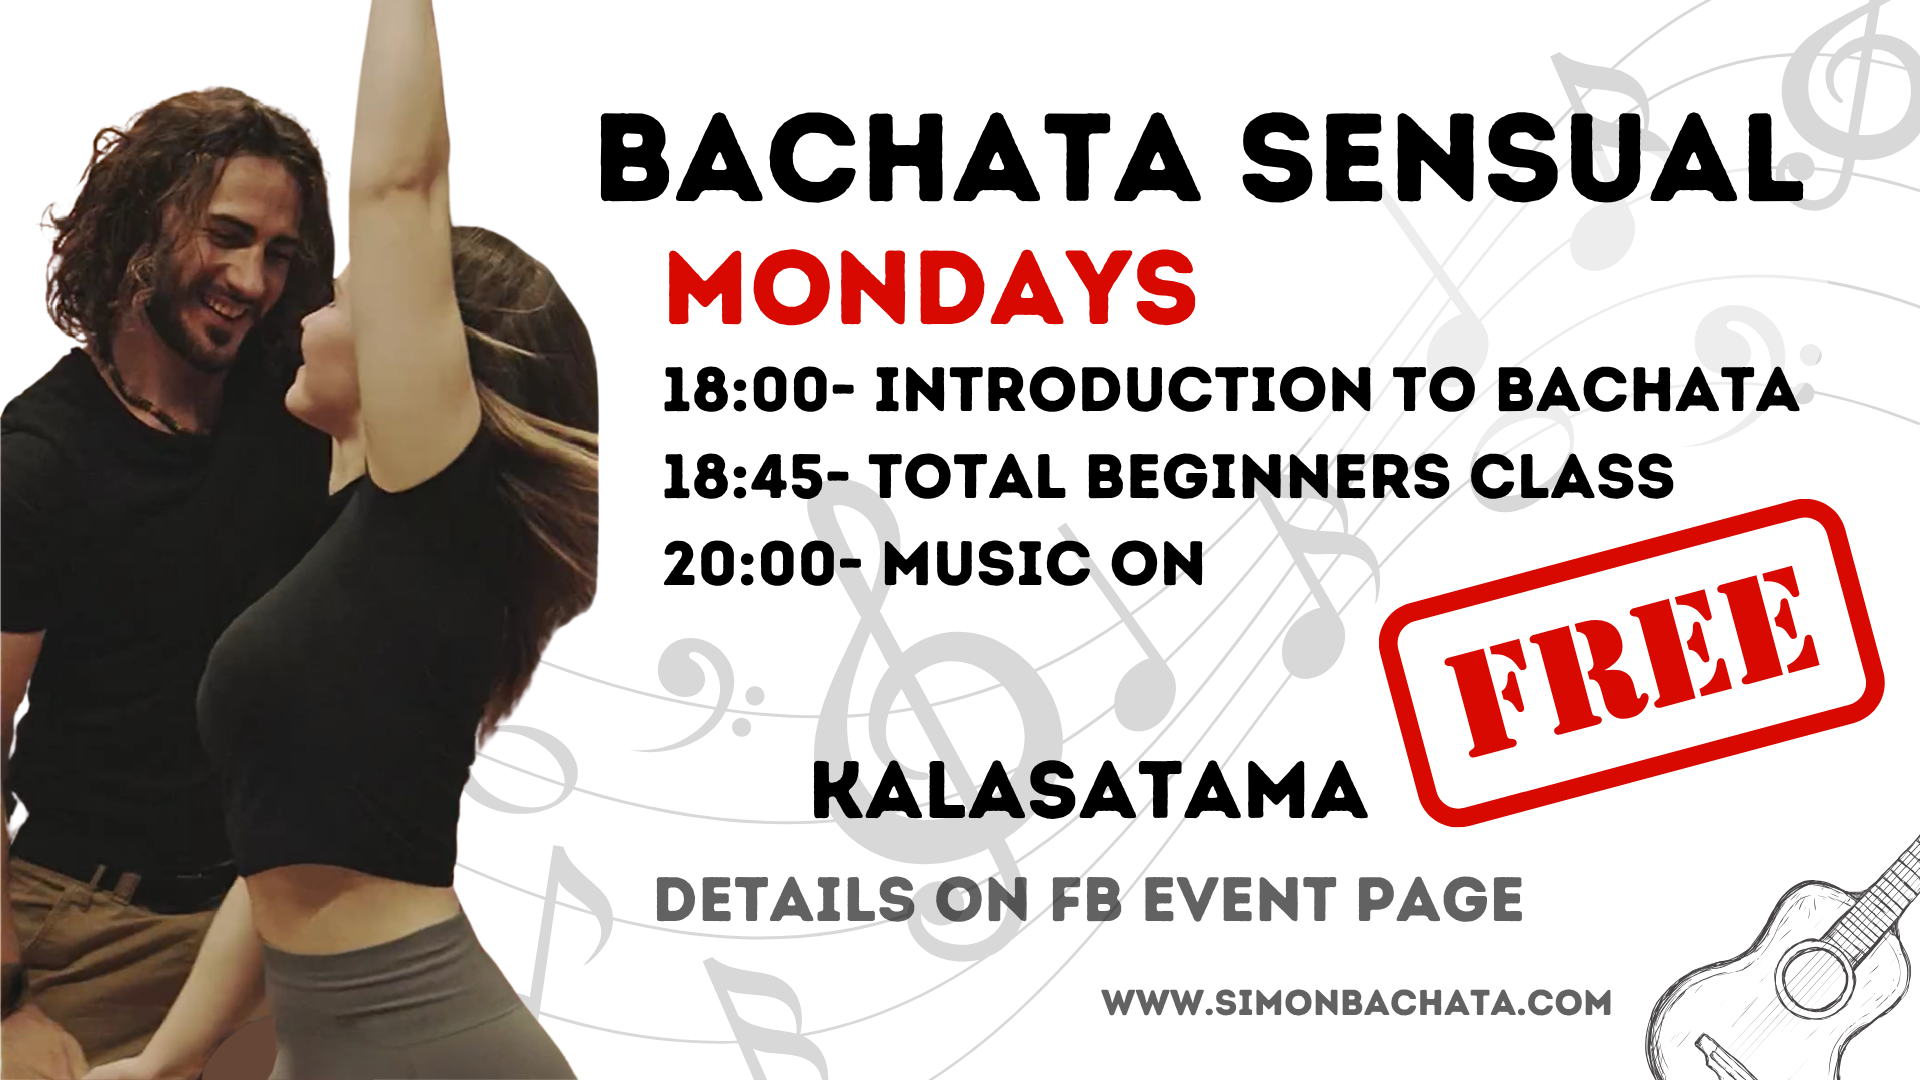 BACHATA SENSUAL
MONDAYS
18:00- INTRODUCTION TO BACHATA
18:45- TOTAL BEGINNERS CLASS
20:00- MUSIC ON
FREE
KALASATAMA
DETAILS ON FB EVENT PAGE
WWW.SIMONBACHATA.COM